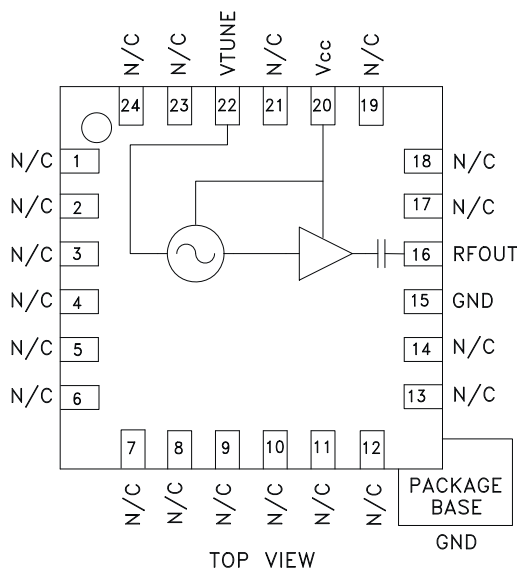 N/C N/C VTUNE N/C Vcc N/C
24 23 22 21 20 19
N/C 1
N/C 2
N/C 3
N/C 4
N/C 5
N/C 6
18 N/C
17 N/C
16 RFOUT
15 GND
14 N/C
13 N/C
7 8 9 10 11 12
N/C N/C N/C N/C N/C N/C
PACKAGE
BASE
GND
TOP VIEW